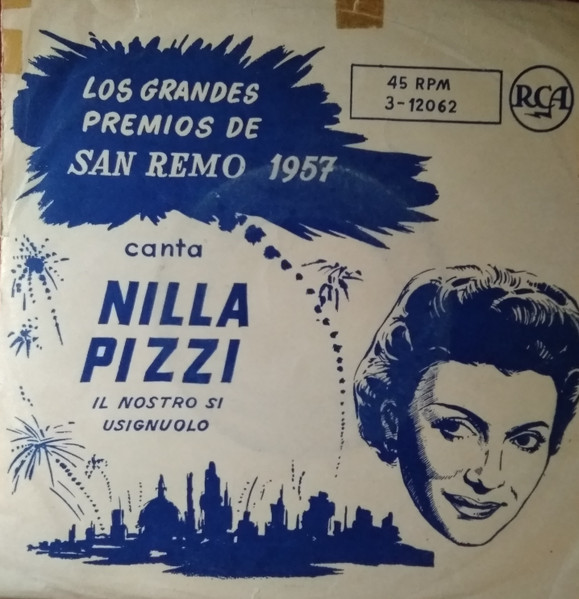 LOS GRANDES
PREMIOS DE
SAN REMO 1957
45 RPM
3-12062
RCA
canta
NILLA
PIZZI
IL NOSTRO SI
USIGNUOLO